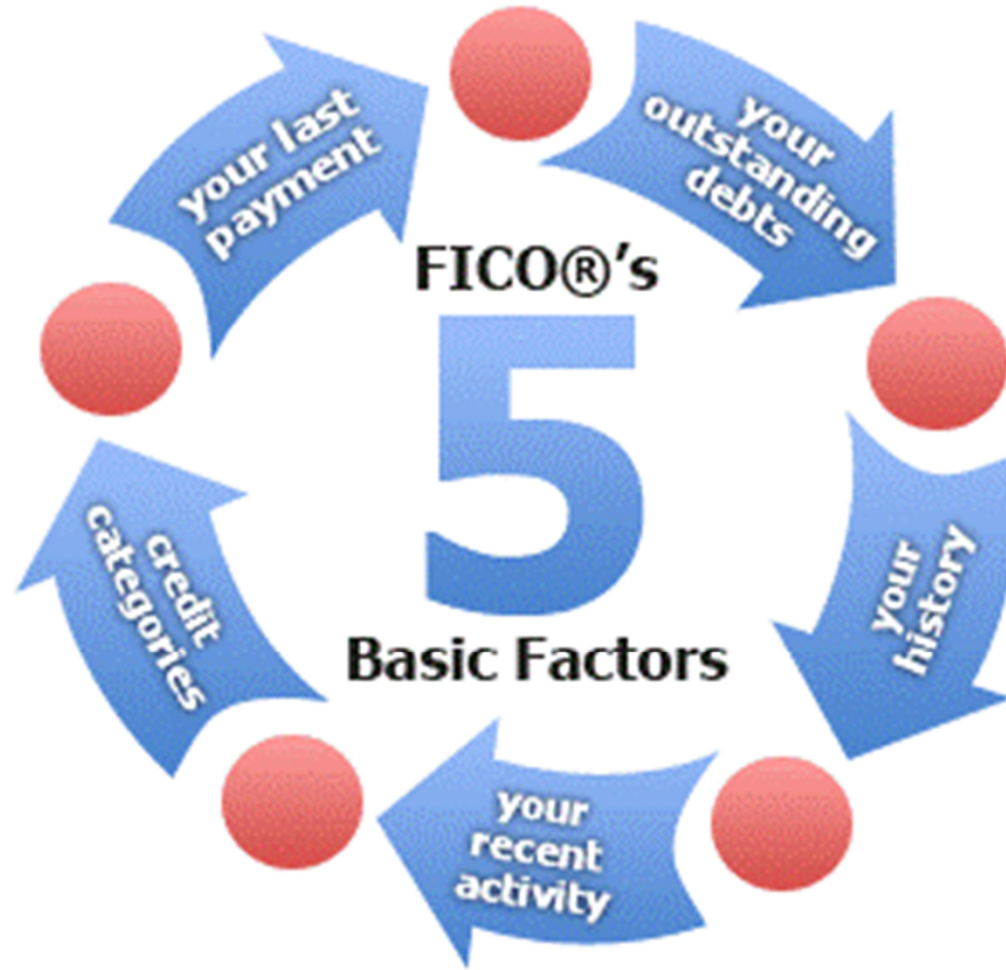 your last
payment
your
outstanding
debts
FICO®’s
5
Basic Factors
your
history
your
recent
activity
credit
categories